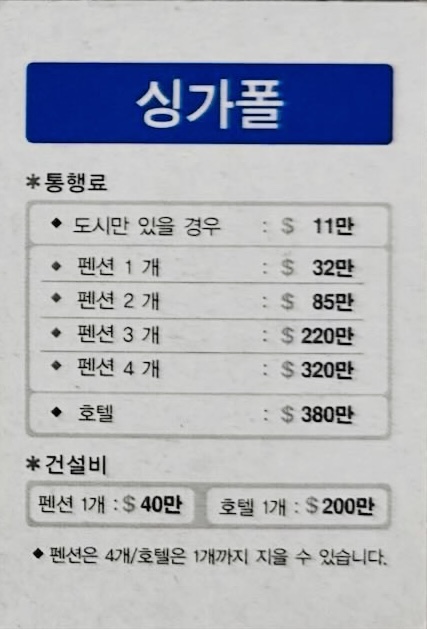 싱가폴
*통행료
◆ 도시만 있을 경우 : $ 11만
◆ 펜션 1 개 : $ 32만
◆ 펜션 2 개 : $ 85만
◆ 펜션 3 개 : $ 220만
◆ 펜션 4 개 : $ 320만
◆ 호텔 : $ 380만
*건설비
펜션 1개 : $ 40만 호텔 1개 : $ 200만
◆ 펜션은 4개/호텔은 1개까지 지을 수 있습니다.